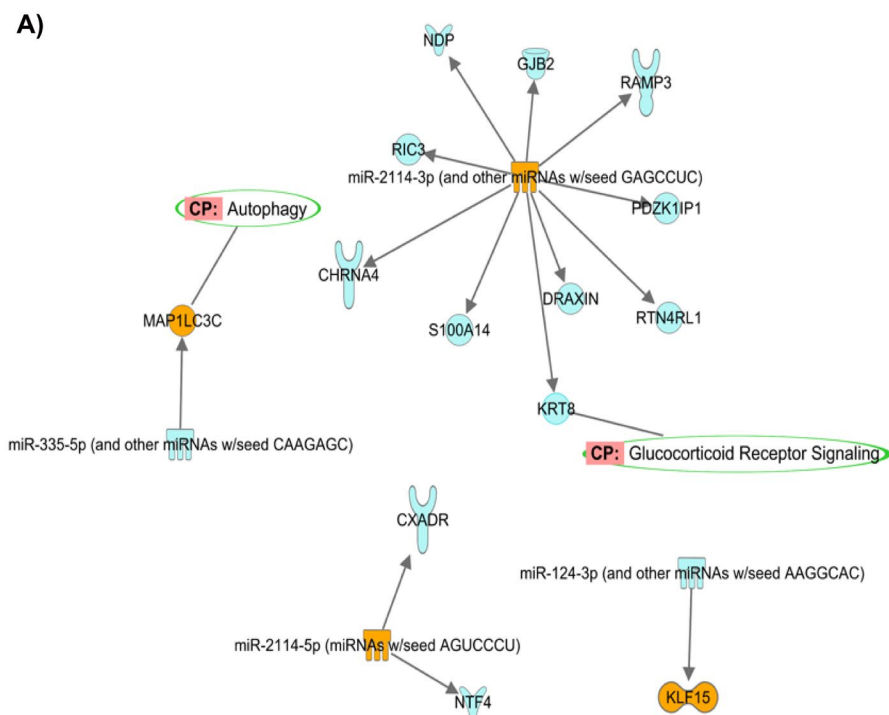 A)
NDP
GJB2
RAMP3
RIC3
miR-2114-3p (and other miRNAs w/seed GAGCCUC)
PDZK1IP1
CP: Autophagy
CHRNA4
DRAXIN
MAP1LC3C
S100A14
RTN4RL1
KRT8
miR-335-5p (and other miRNAs w/seed CAAGAGC)
CP: Glucocorticoid Receptor Signaling
CXADR
miR-124-3p (and other miRNAs w/seed AAGGCAC)
miR-2114-5p (miRNAs w/seed AGUCCCU)
NTF4
KLF15